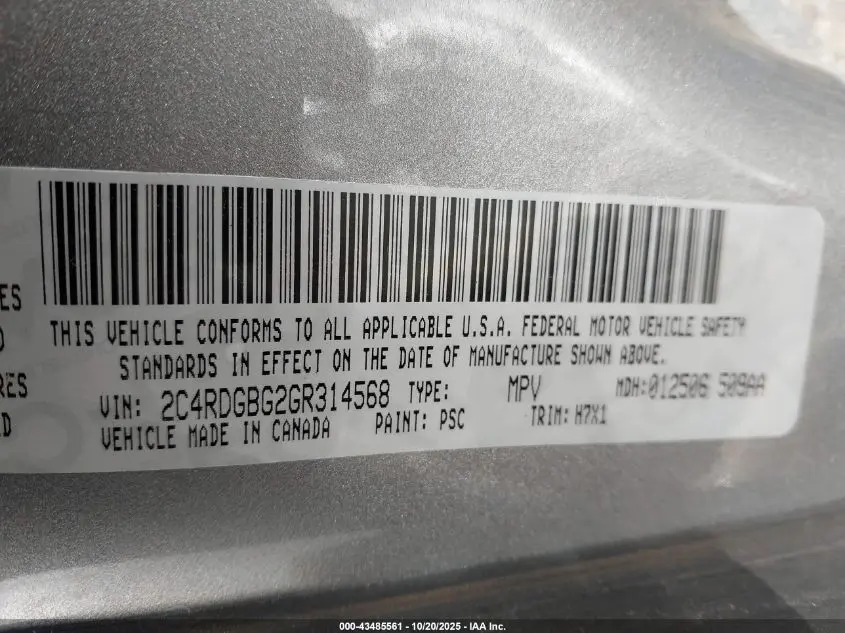 ES
THIS VEHICLE CONFORMS TO ALL APPLICABLE U.S.A. FEDERAL MOTOR VEHICLE SAFETY
STANDARDS IN EFFECT ON THE DATE OF MANUFACTURE SHOWN ABOVE.
RES
VIN: 2C4RDGBG2GR314568 TYPE: MPV MDH:012506 509AA
D
VEHICLE MADE IN CANADA PAINT: PSC TRIM: H7X1
000-43485561 - 10/20/2025 - IAA Inc.